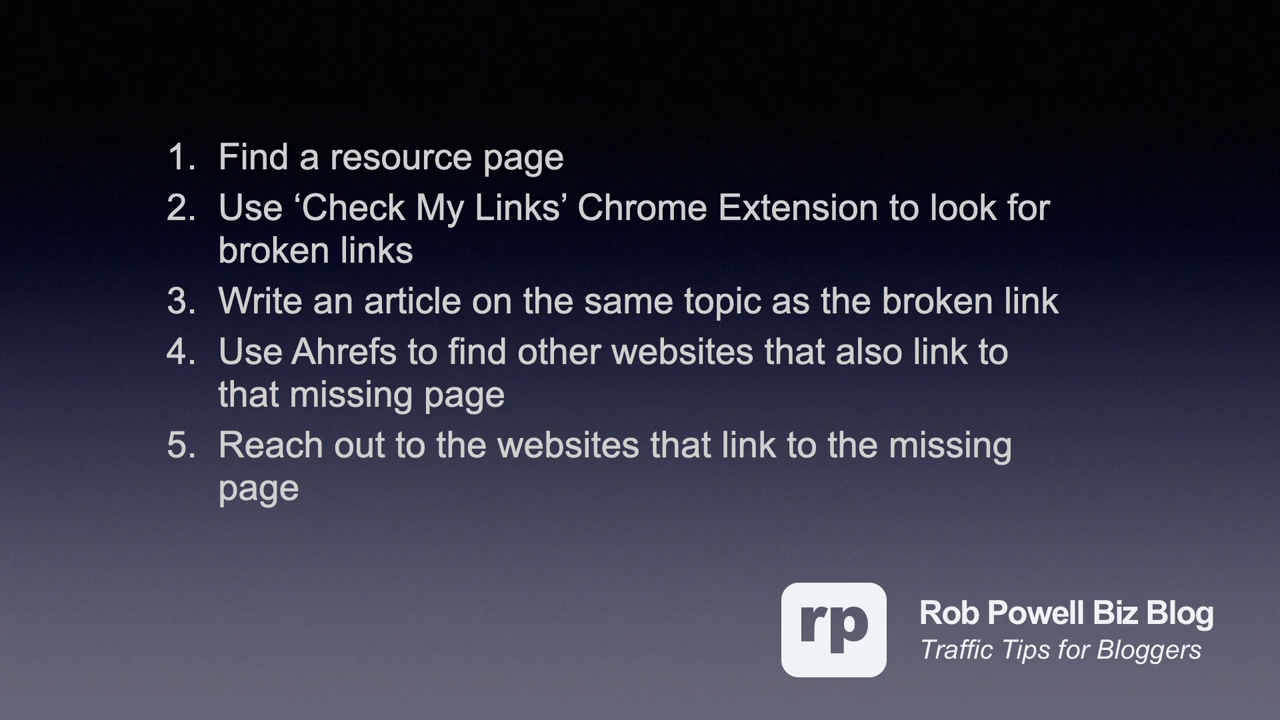 1. Find a resource page
2. Use ‘Check My Links’ Chrome Extension to look for
broken links
3. Write an article on the same topic as the broken link
4. Use Ahrefs to find other websites that also link to
that missing page
5. Reach out to the websites that link to the missing
page
rp
Rob Powell Biz Blog
Traffic Tips for Bloggers